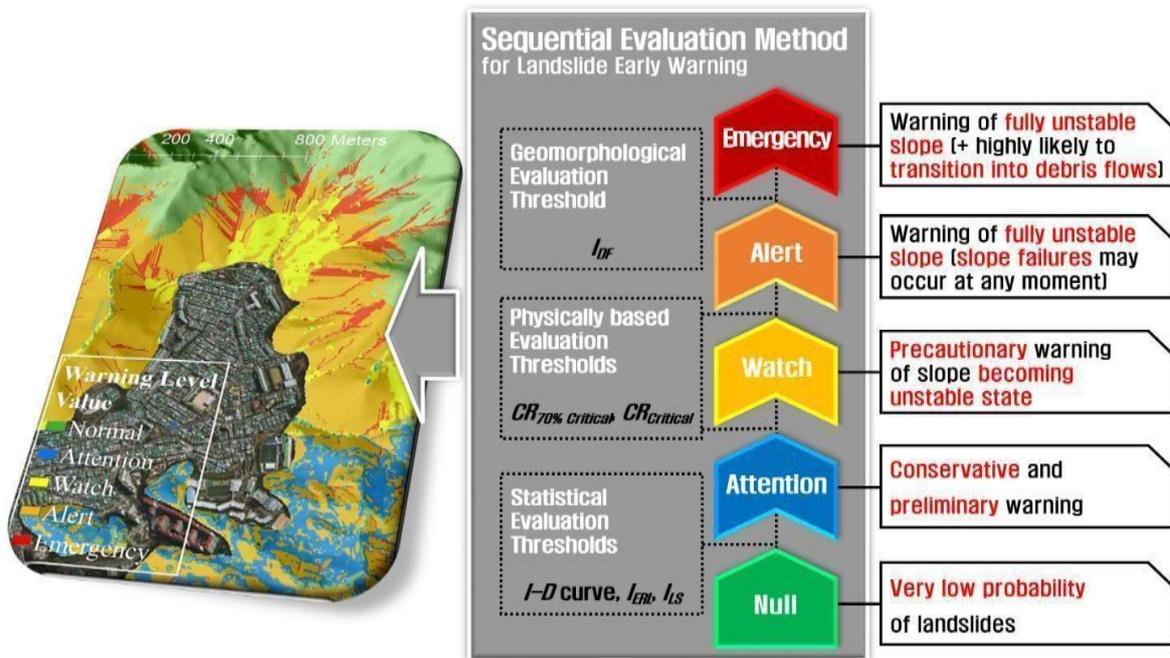 200 400 800 Meters
Warning Level
Value
Normal
Attention
Watch
Alert
Emergency
Sequential Evaluation Method
for Landslide Early Warning
Geomorphological
Evaluation
Threshold
I_DF
Physically based
Evaluation
Thresholds
CR_70% Critical, CR_Critical
Statistical
Evaluation
Thresholds
I-D curve, I_ERI, I_LS
Emergency
Alert
Watch
Attention
Null
Warning of fully unstable
slope (+ highly likely to
transition into debris flows)
Warning of fully unstable
slope (slope failures may
occur at any moment)
Precautionary warning
of slope becoming
unstable state
Conservative and
preliminary warning
Very low probability
of landslides